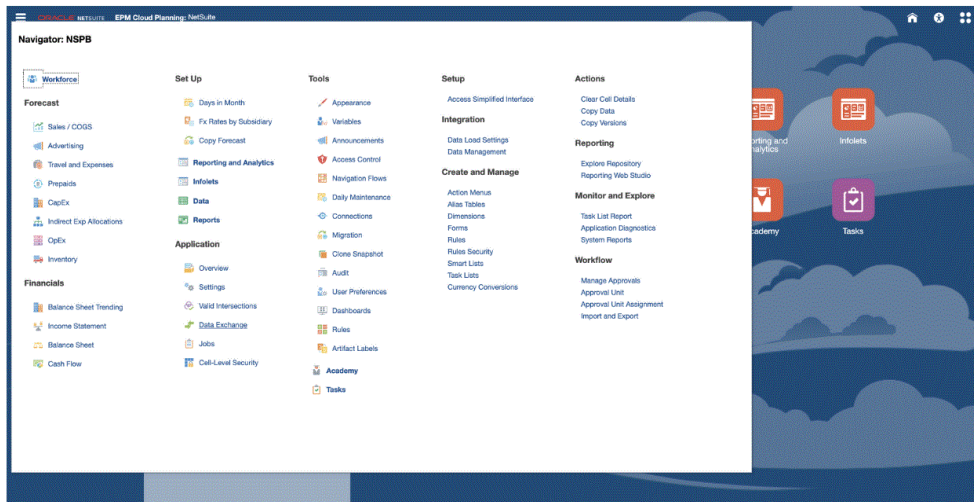 ORACLE NETSUITE EPM Cloud Planning: NetSuite
Navigator: NSPB
Workforce
Forecast
Sales / COGS
Advertising
Travel and Expenses
Prepaids
CapEx
Indirect Exp Allocations
OpEx
Inventory
Financials
Balance Sheet Trending
Income Statement
Balance Sheet
Cash Flow
Set Up
Days in Month
Fx Rates by Subsidiary
Copy Forecast
Reporting and Analytics
Infolets
Data
Reports
Application
Overview
Settings
Valid Intersections
Data Exchange
Jobs
Cell-Level Security
Tools
Appearance
Variables
Announcements
Access Control
Navigation Flows
Daily Maintenance
Connections
Migration
Clone Snapshot
Audit
User Preferences
Dashboards
Rules
Artifact Labels
Academy
Tasks
Setup
Access Simplified Interface
Integration
Data Load Settings
Data Management
Create and Manage
Action Menus
Alias Tables
Dimensions
Forms
Rules
Rules Security
Smart Lists
Task Lists
Currency Conversions
Actions
Clear Cell Details
Copy Data
Copy Versions
Reporting
Explore Repository
Reporting Web Studio
Monitor and Explore
Task List Report
Application Diagnostics
System Reports
Workflow
Manage Approvals
Approval Unit
Approval Unit Assignment
Import and Export
orting and
nalytics
Infolets
cademy
Tasks